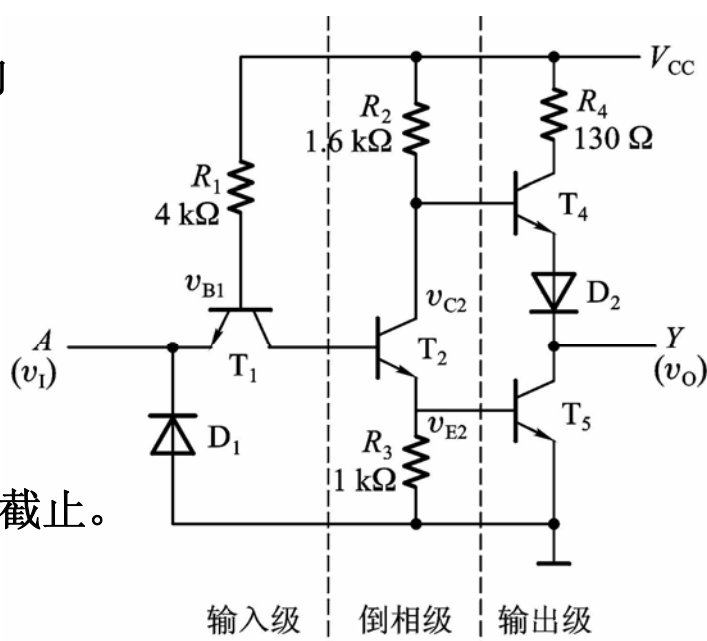 V_CC
R_2
1.6 kΩ
R_4
130 Ω
R_1
4 kΩ
T_4
v_B1
v_C2
D_2
A
(v_I)
T_1
T_2
Y
(v_O)
D_1
v_E2
T_5
R_3
1 kΩ
截止。
输入级 倒相级 输出级